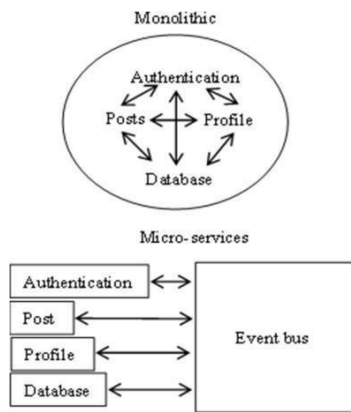 Monolithic
Authentication
Posts Profile
Database
Micro-services
Authentication
Post
Profile
Database
Event bus